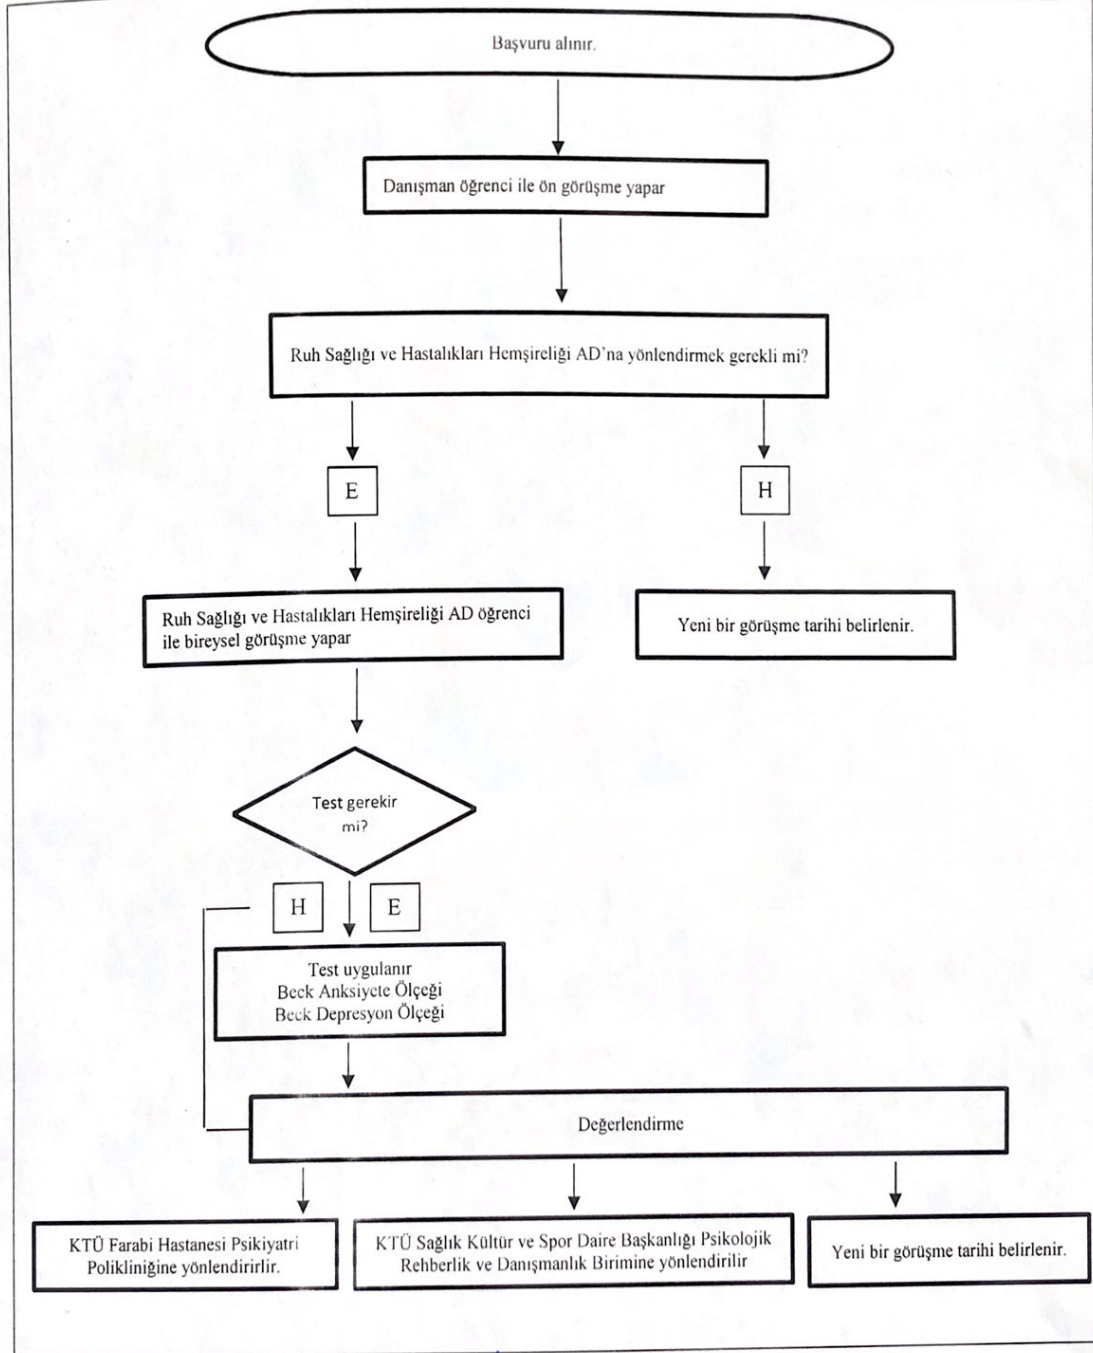 Başvuru alınır.
Danışman öğrenci ile ön görüşme yapar
Ruh Sağlığı ve Hastalıkları Hemşireliği AD'na yönlendirmek gerekli mi?
E
H
Ruh Sağlığı ve Hastalıkları Hemşireliği AD öğrenci
ile bireysel görüşme yapar
Yeni bir görüşme tarihi belirlenir.
Test gerekir
mi?
H
E
Test uygulanır
Beck Anksiyete Ölçeği
Beck Depresyon Ölçeği
Değerlendirme
KTÜ Farabi Hastanesi Psikiyatri
Polikliniğine yönlendirirlir.
KTÜ Sağlık Kültür ve Spor Daire Başkanlığı Psikolojik
Rehberlik ve Danışmanlık Birimine yönlendirilir
Yeni bir görüşme tarihi belirlenir.